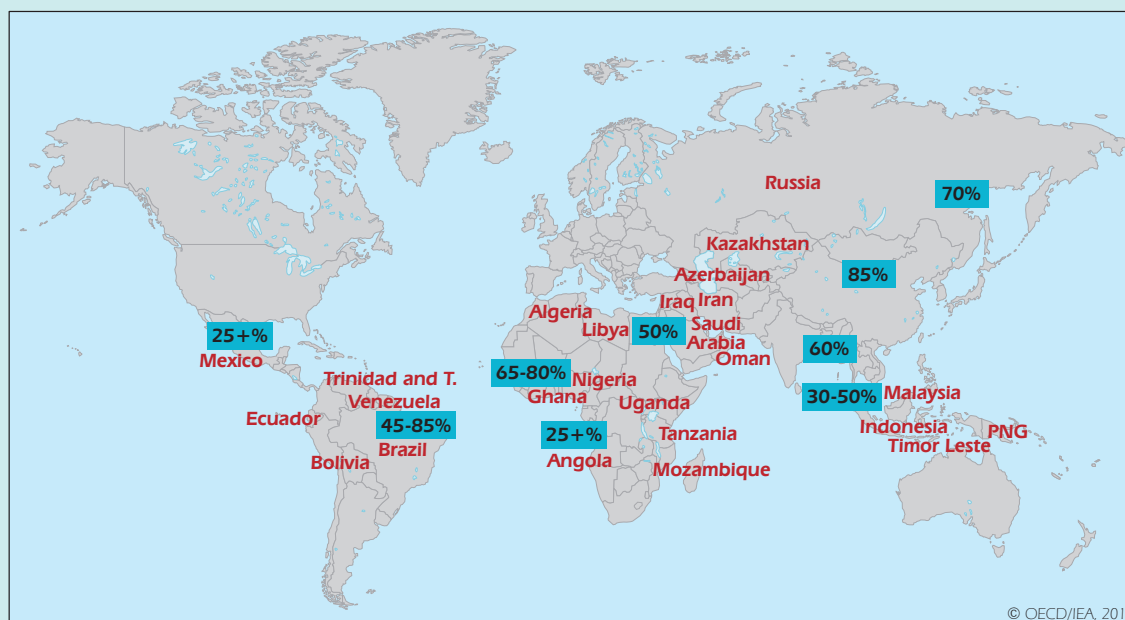 Russia
70%
Kazakhstan
85%
Azerbaijan
Iraq
Iran
Algeria
Libya
50%
Saudi
Arabia
Oman
25+%
Mexico
60%
65-80%
Nigeria
Ghana
Trinidad and T.
Venezuela
Ecuador
45-85%
Brazil
Bolivia
Uganda
25+%
Angola
Tanzania
Mozambique
30-50%
Malaysia
Indonesia
Timor Leste
PNG
© OECD/IEA, 201